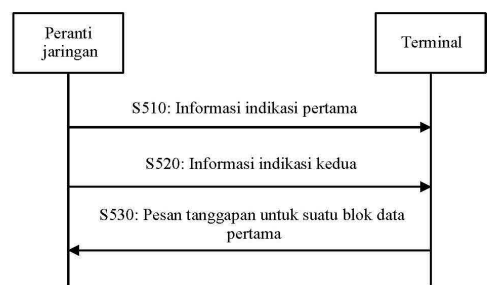 Peranti
jaringan
Terminal
S510: Informasi indikasi pertama
S520: Informasi indikasi kedua
S530: Pesan tanggapan untuk suatu blok data
pertama